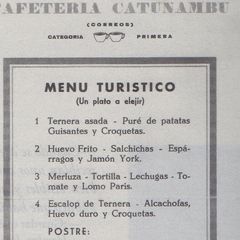 CAFETERIA CATUNAMBU
(CORREOS)
CATEGORIA PRIMERA
MENU TURISTICO
(Un plato a elejir)
1 Ternera asada - Puré de patatas
Guisantes y Croquetas.
2 Huevo Frito - Salchichas - Espá-
rragos y Jamón York.
3 Merluza - Tortilla - Lechugas - To-
mate y Lomo Paris.
4 Escalop de Ternera - Alcachofas,
Huevo duro y Croquetas.
POSTRE: